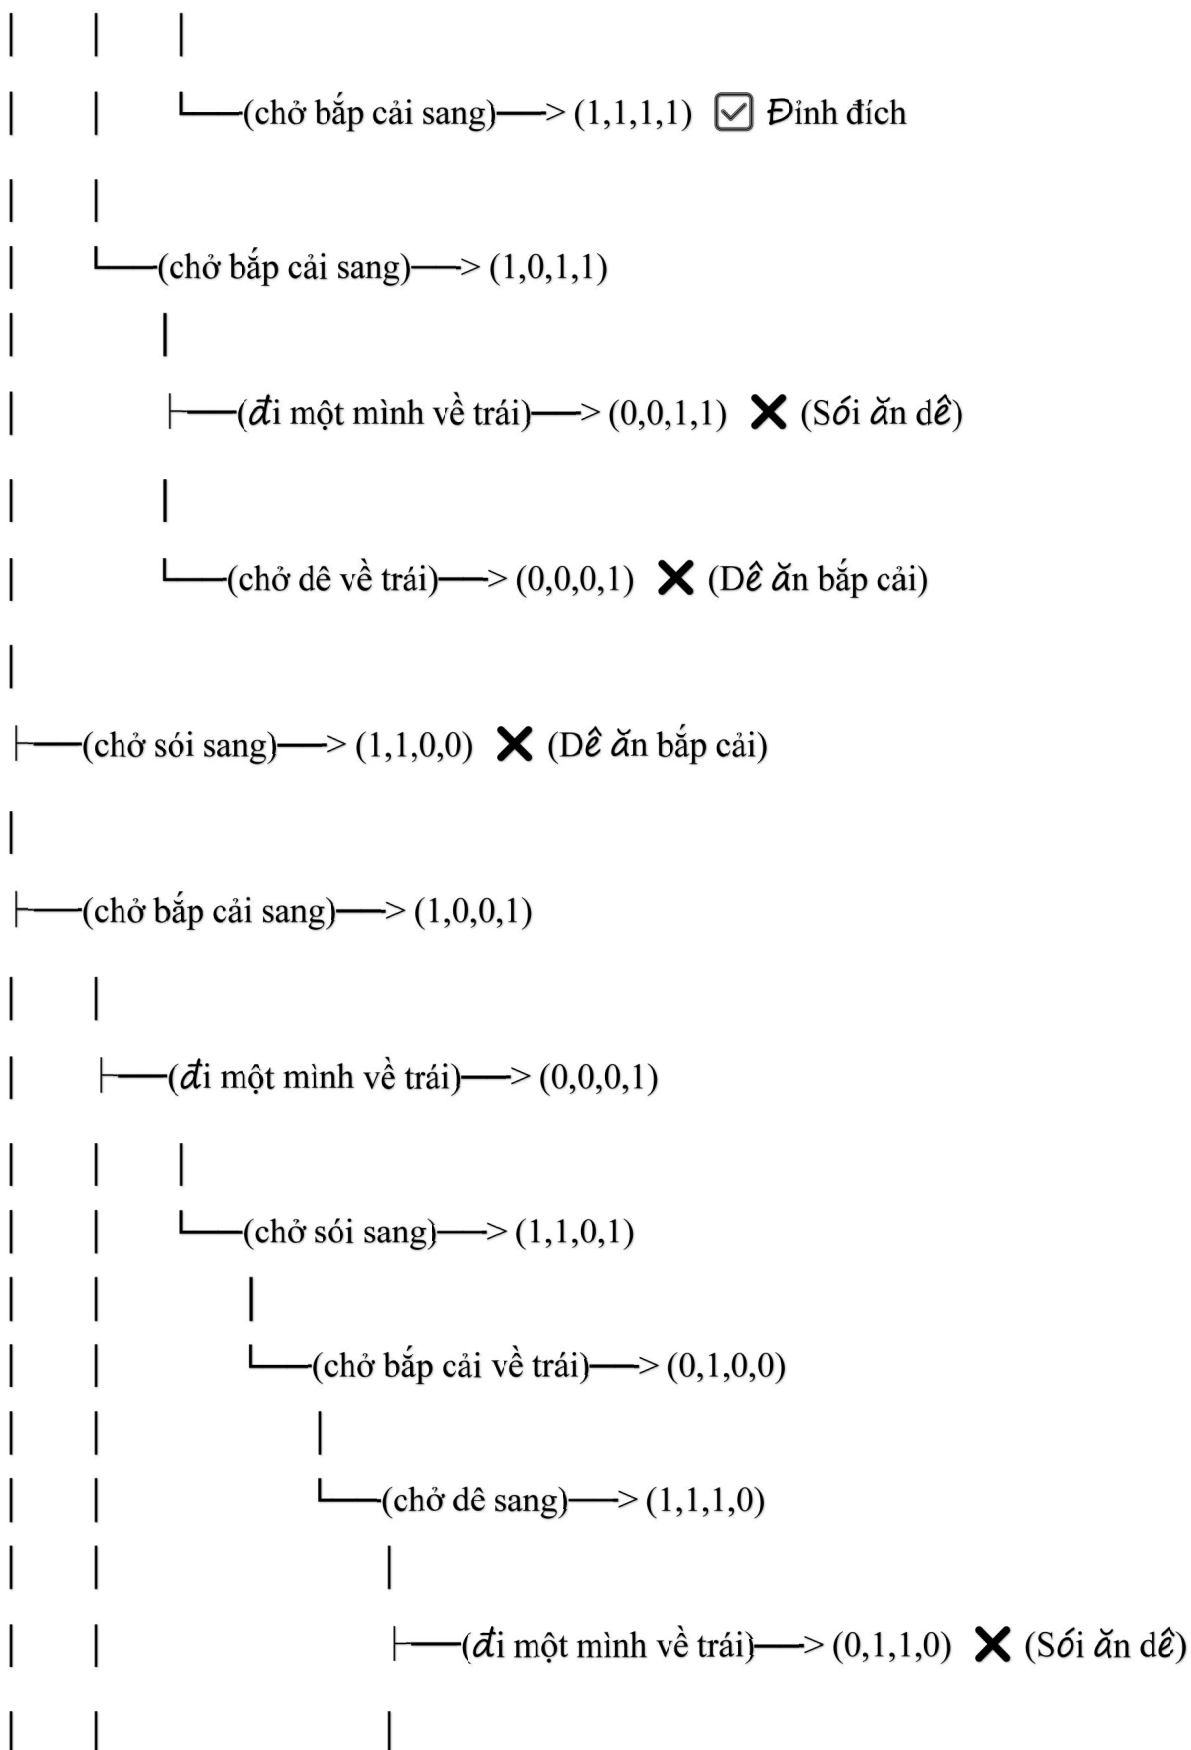 │ │ │
│ │ └──(chở bắp cải sang)──> (1,1,1,1) ☑ Đỉnh đích
│ │
│ └──(chở bắp cải sang)──> (1,0,1,1)
│ │
│ ├──(đi một mình về trái)──> (0,0,1,1) ❌ (Sói ăn dê)
│ │
│ └──(chở dê về trái)──> (0,0,0,1) ❌ (Dê ăn bắp cải)
│
├──(chở sói sang)──> (1,1,0,0) ❌ (Dê ăn bắp cải)
│
├──(chở bắp cải sang)──> (1,0,0,1)
│ │
│ ├──(đi một mình về trái)──> (0,0,0,1)
│ │ │
│ │ └──(chở sói sang)──> (1,1,0,1)
│ │ │
│ │ └──(chở bắp cải về trái)──> (0,1,0,0)
│ │ │
│ │ └──(chở dê sang)──> (1,1,1,0)
│ │ │
│ │ ├──(đi một mình về trái)──> (0,1,1,0) ❌ (Sói ăn dê)
│ │ │